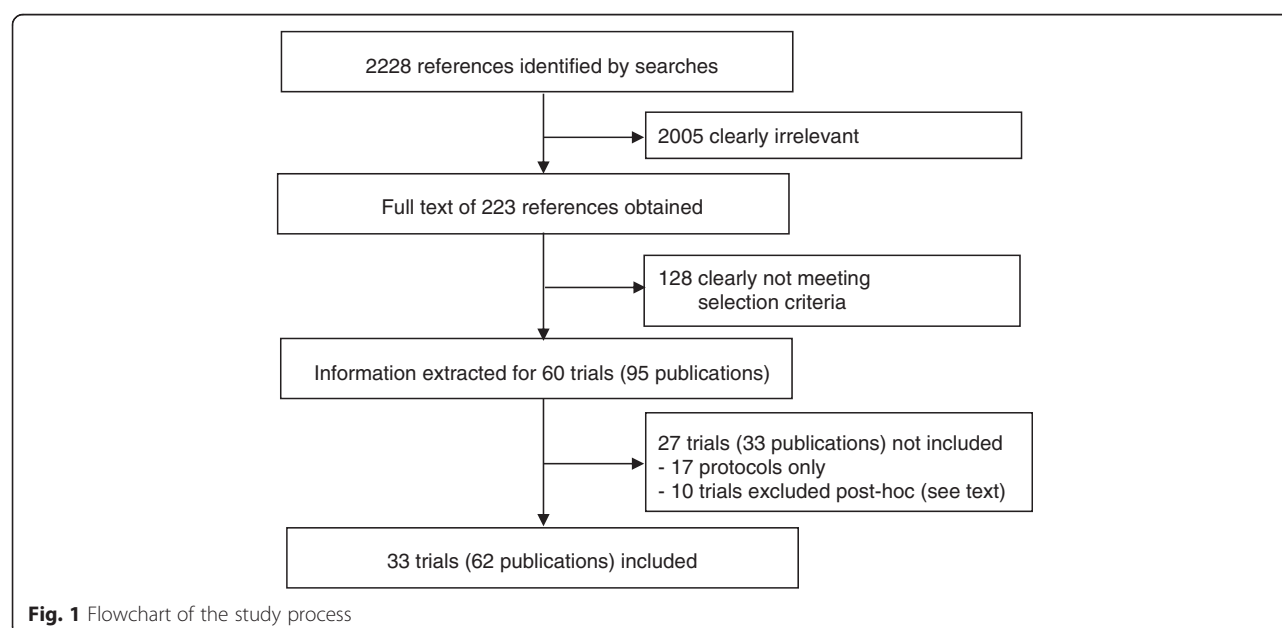 2228 references identified by searches
2005 clearly irrelevant
Full text of 223 references obtained
128 clearly not meeting
selection criteria
Information extracted for 60 trials (95 publications)
27 trials (33 publications) not included
- 17 protocols only
- 10 trials excluded post-hoc (see text)
33 trials (62 publications) included
Fig. 1 Flowchart of the study process